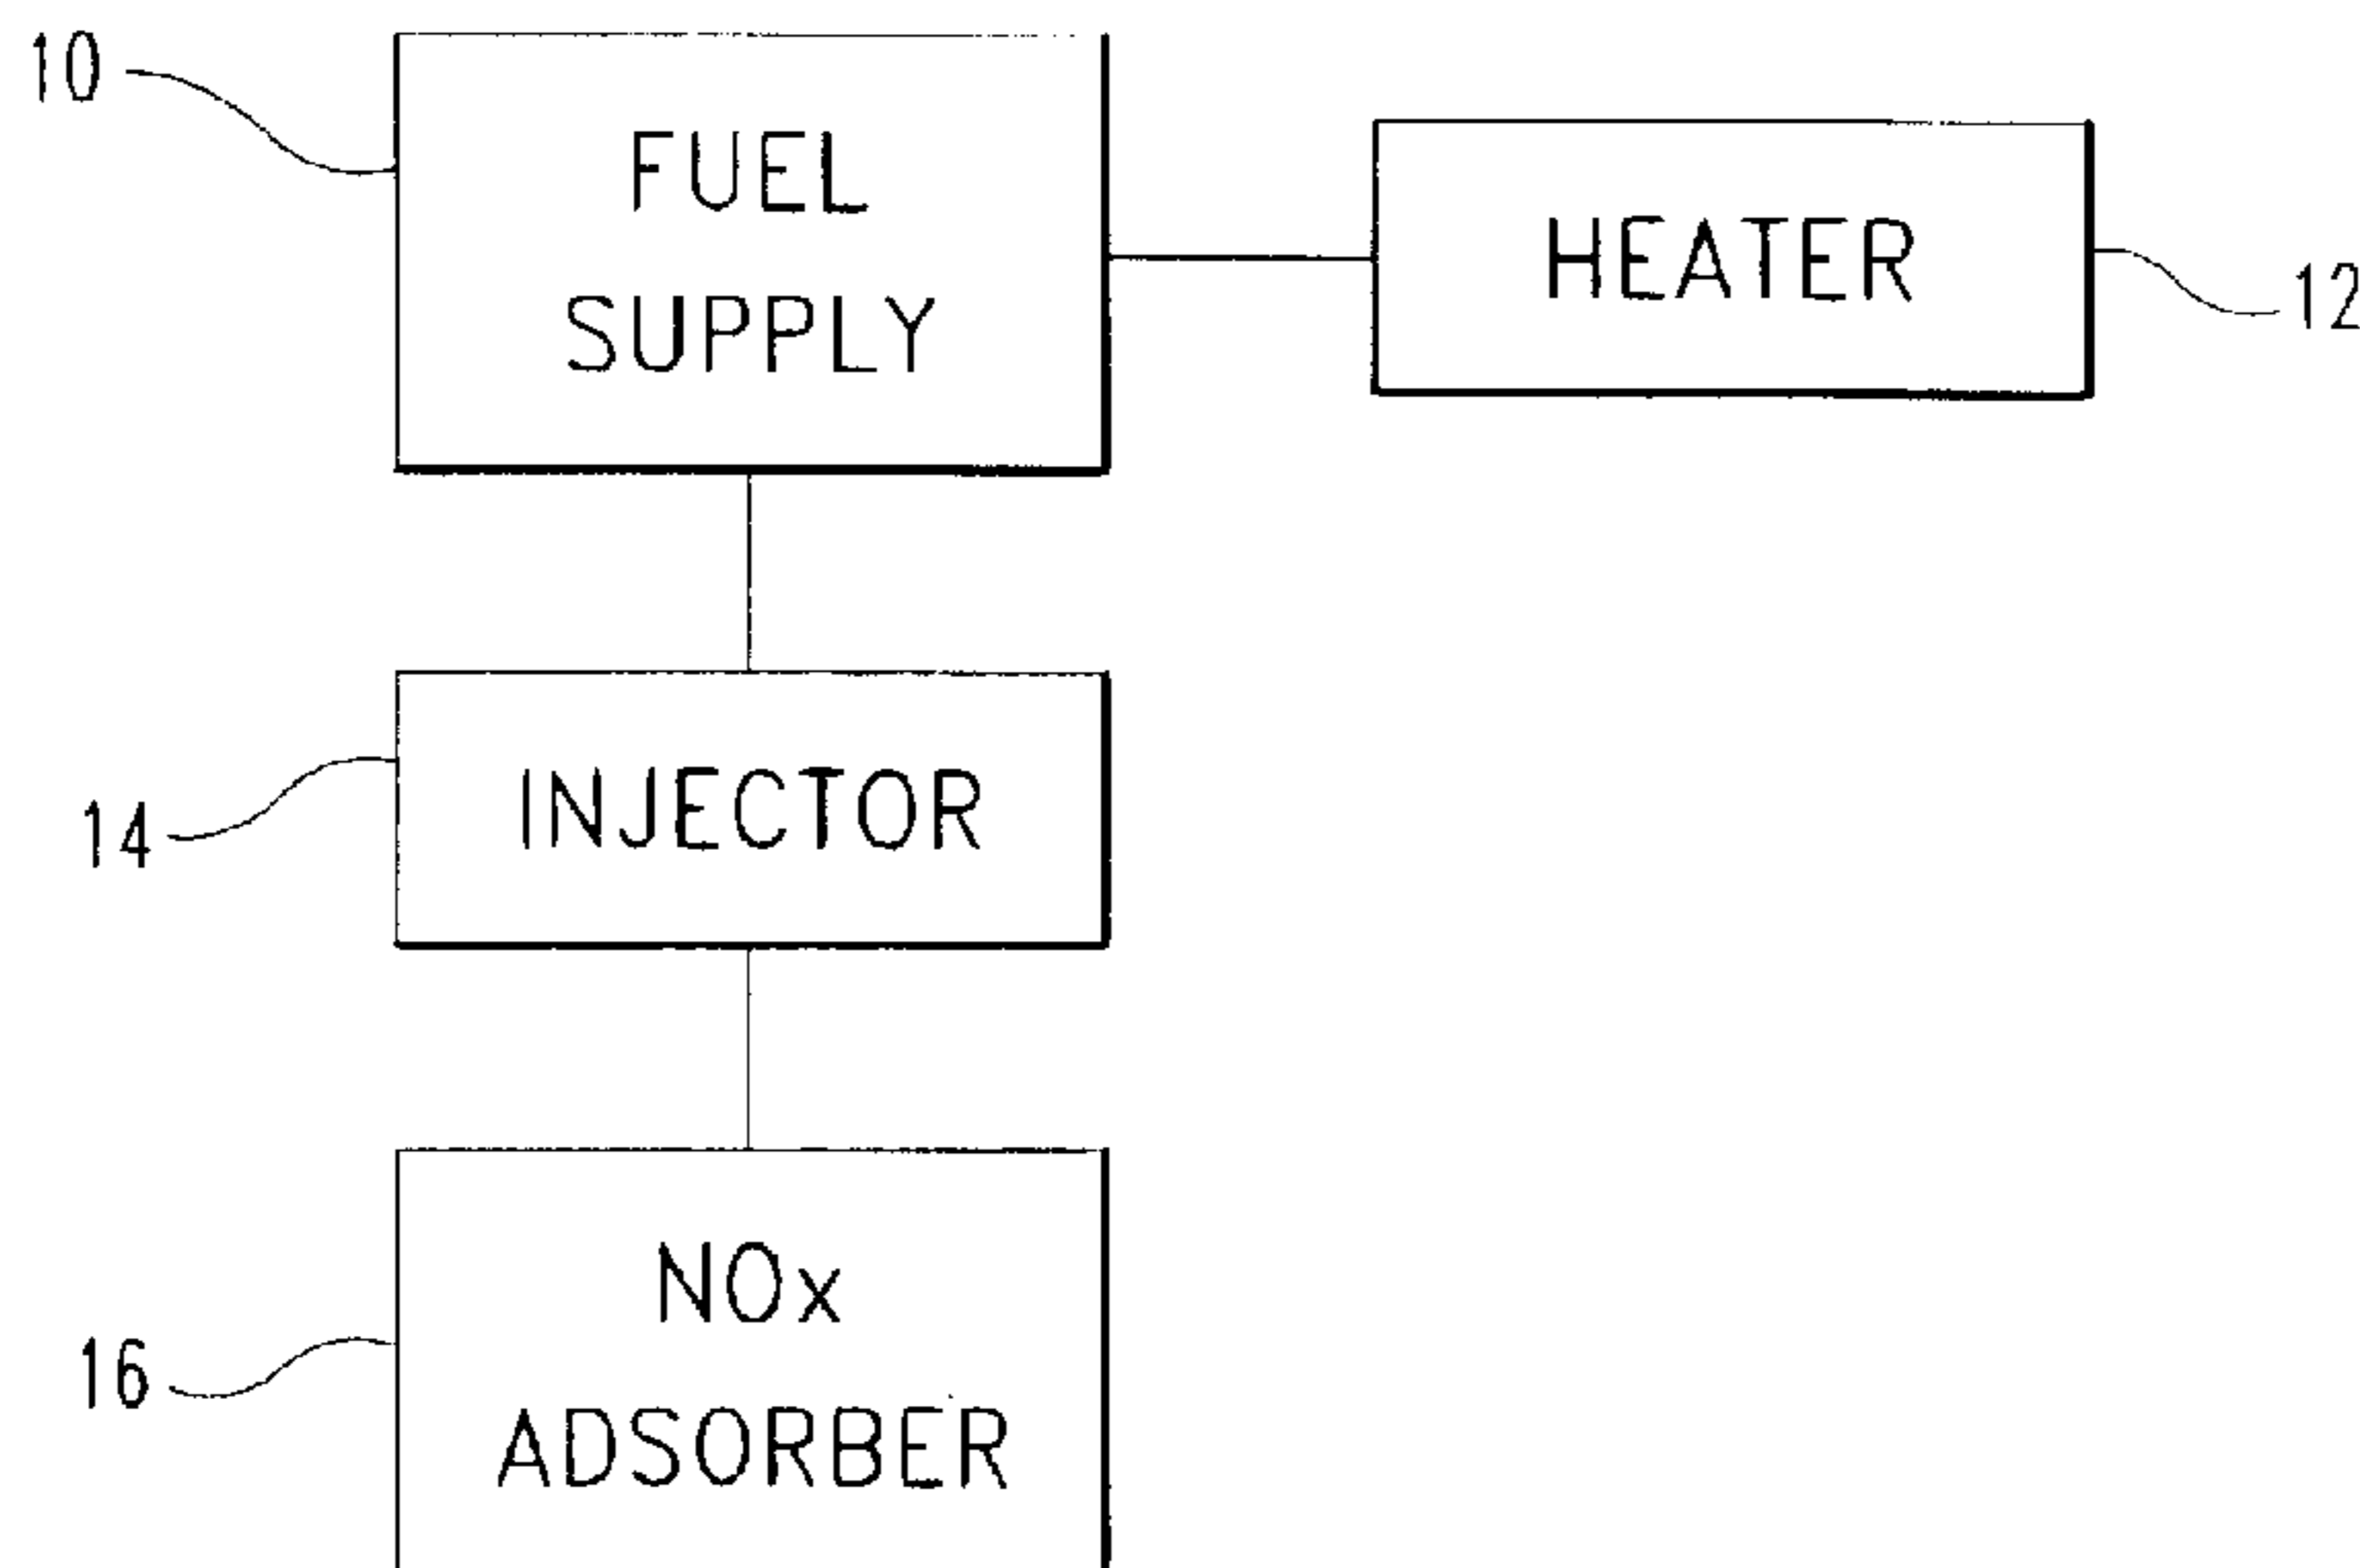 10
FUEL
SUPPLY
HEATER
12
14
INJECTOR
16
NOx
ADSORBER